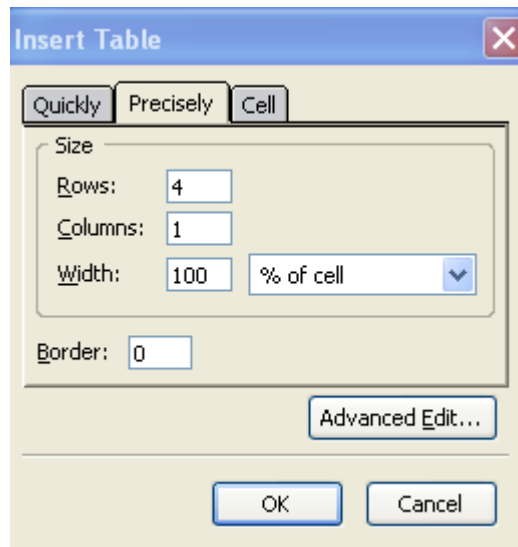 Insert Table
Quickly Precisely Cell
Size
Rows: 4
Columns: 1
Width: 100 % of cell
Border: 0
Advanced Edit...
OK Cancel